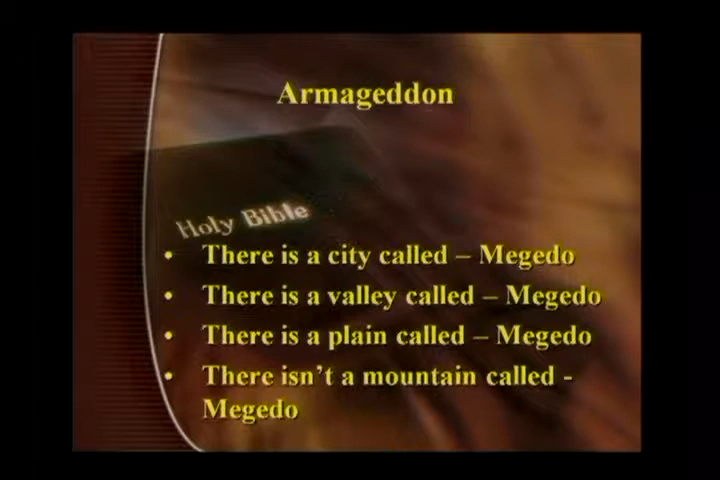 Armageddon
Holy Bible
• There is a city called – Megedo
• There is a valley called – Megedo
• There is a plain called – Megedo
• There isn't a mountain called -
Megedo